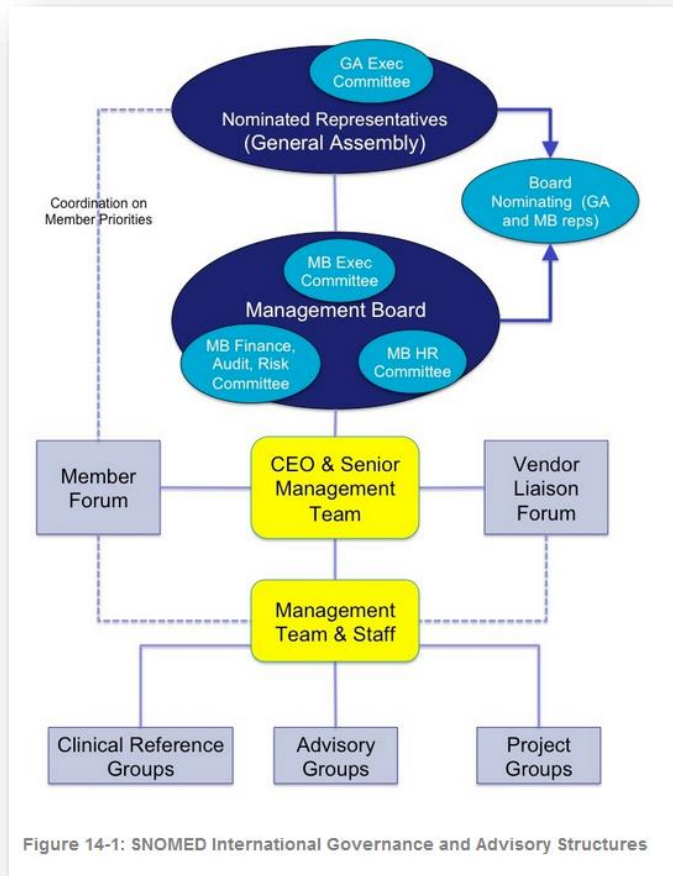 GA Exec
Committee
Nominated Representatives
(General Assembly)
Coordination on
Member Priorities
Board
Nominating (GA
and MB reps)
MB Exec
Committee
Management Board
MB Finance,
Audit, Risk
Committee
MB HR
Committee
Member
Forum
CEO & Senior
Management
Team
Vendor
Liaison
Forum
Management
Team & Staff
Clinical Reference
Groups
Advisory
Groups
Project
Groups
Figure 14-1: SNOMED International Governance and Advisory Structures